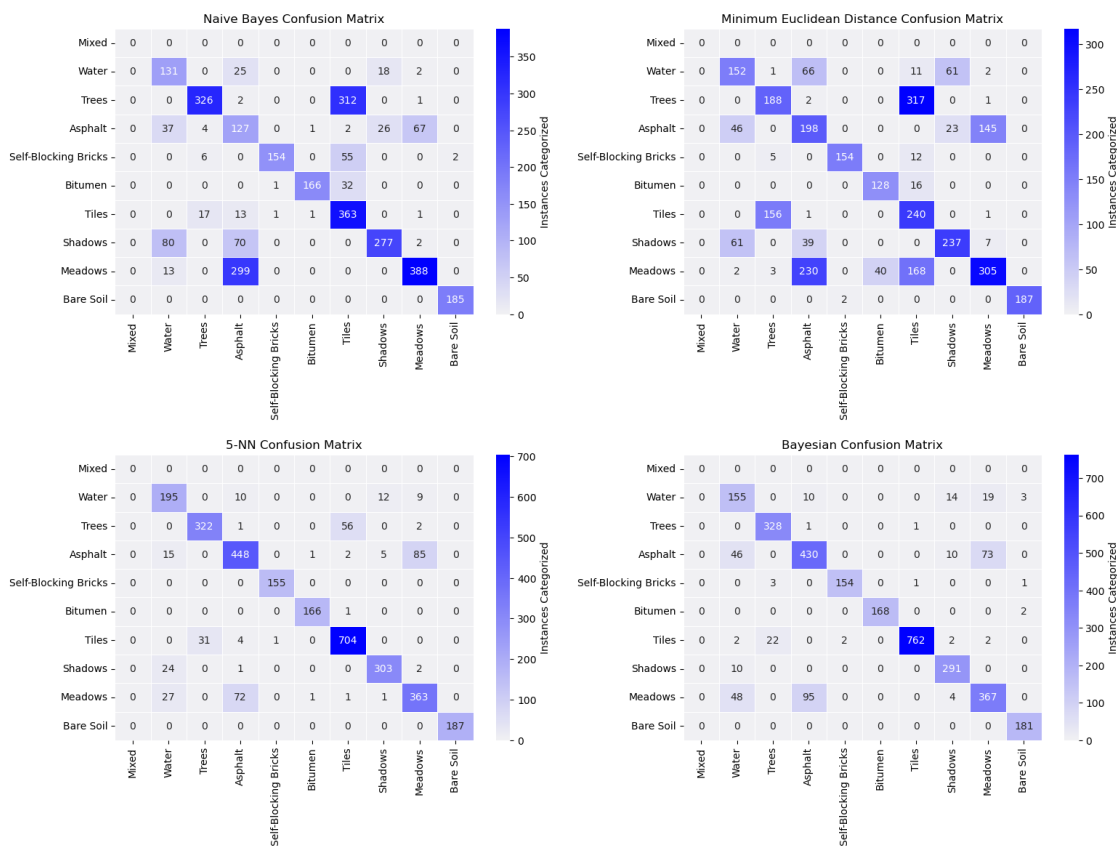 Naive Bayes Confusion Matrix
Mixed 0 0 0 0 0 0 0 0 0 0
Water 0 131 0 25 0 0 0 18 2 0
Trees 0 0 326 2 0 0 312 0 1 0
Asphalt 0 37 4 127 0 1 2 26 67 0
Self-Blocking Bricks 0 0 6 0 154 0 55 0 0 2
Bitumen 0 0 0 0 1 166 32 0 0 0
Tiles 0 0 17 13 1 1 363 0 1 0
Shadows 0 80 0 70 0 0 0 277 2 0
Meadows 0 13 0 299 0 0 0 0 388 0
Bare Soil 0 0 0 0 0 0 0 0 0 185
Mixed Water Trees Asphalt Self-Blocking Bricks Bitumen Tiles Shadows Meadows Bare Soil
350
300
250
200
150
100
50
0
Instances Categorized
Minimum Euclidean Distance Confusion Matrix
Mixed 0 0 0 0 0 0 0 0 0 0
Water 0 152 1 66 0 0 11 61 2 0
Trees 0 0 188 2 0 0 317 0 1 0
Asphalt 0 46 0 198 0 0 0 23 145 0
Self-Blocking Bricks 0 0 5 0 154 0 12 0 0 0
Bitumen 0 0 0 0 0 128 16 0 0 0
Tiles 0 0 156 1 0 0 240 0 1 0
Shadows 0 61 0 39 0 0 0 237 7 0
Meadows 0 2 3 230 0 40 168 0 305 0
Bare Soil 0 0 0 0 2 0 0 0 0 187
Mixed Water Trees Asphalt Self-Blocking Bricks Bitumen Tiles Shadows Meadows Bare Soil
300
250
200
150
100
50
0
Instances Categorized
5-NN Confusion Matrix
Mixed 0 0 0 0 0 0 0 0 0 0
Water 0 195 0 10 0 0 0 12 9 0
Trees 0 0 322 1 0 0 56 0 2 0
Asphalt 0 15 0 448 0 1 2 5 85 0
Self-Blocking Bricks 0 0 0 0 155 0 0 0 0 0
Bitumen 0 0 0 0 0 166 1 0 0 0
Tiles 0 0 31 4 1 0 704 0 0 0
Shadows 0 24 0 1 0 0 0 303 2 0
Meadows 0 27 0 72 0 1 1 1 363 0
Bare Soil 0 0 0 0 0 0 0 0 0 187
Mixed Water Trees Asphalt Self-Blocking Bricks Bitumen Tiles Shadows Meadows Bare Soil
700
600
500
400
300
200
100
0
Instances Categorized
Bayesian Confusion Matrix
Mixed 0 0 0 0 0 0 0 0 0 0
Water 0 155 0 10 0 0 0 14 19 3
Trees 0 0 328 1 0 0 1 0 0 0
Asphalt 0 46 0 430 0 0 0 10 73 0
Self-Blocking Bricks 0 0 3 0 154 0 1 0 0 1
Bitumen 0 0 0 0 0 168 0 0 0 2
Tiles 0 2 22 0 2 0 762 2 2 0
Shadows 0 10 0 0 0 0 0 291 0 0
Meadows 0 48 0 95 0 0 0 4 367 0
Bare Soil 0 0 0 0 0 0 0 0 0 181
Mixed Water Trees Asphalt Self-Blocking Bricks Bitumen Tiles Shadows Meadows Bare Soil
700
600
500
400
300
200
100
0
Instances Categorized